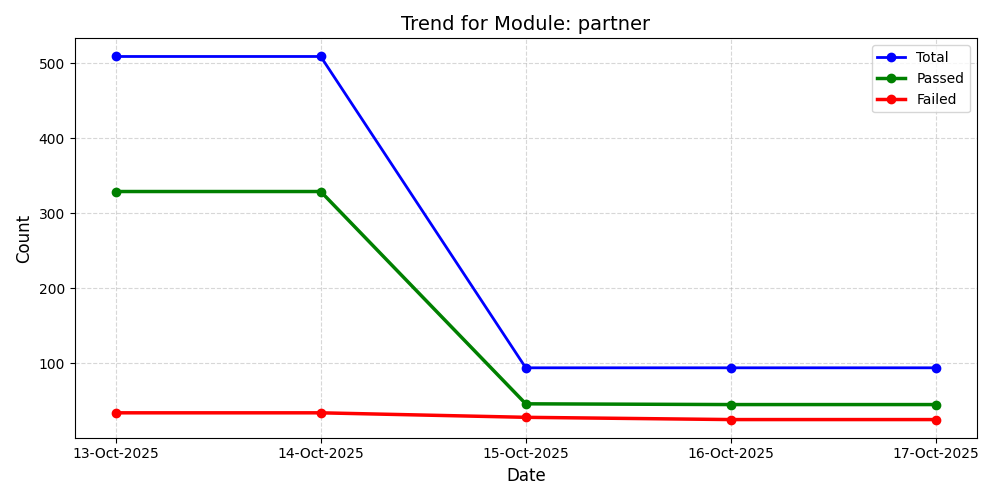 Trend for Module: partner
Total
Passed
Failed
500
400
300
200
100
Count
13-Oct-2025
14-Oct-2025
15-Oct-2025
16-Oct-2025
17-Oct-2025
Date